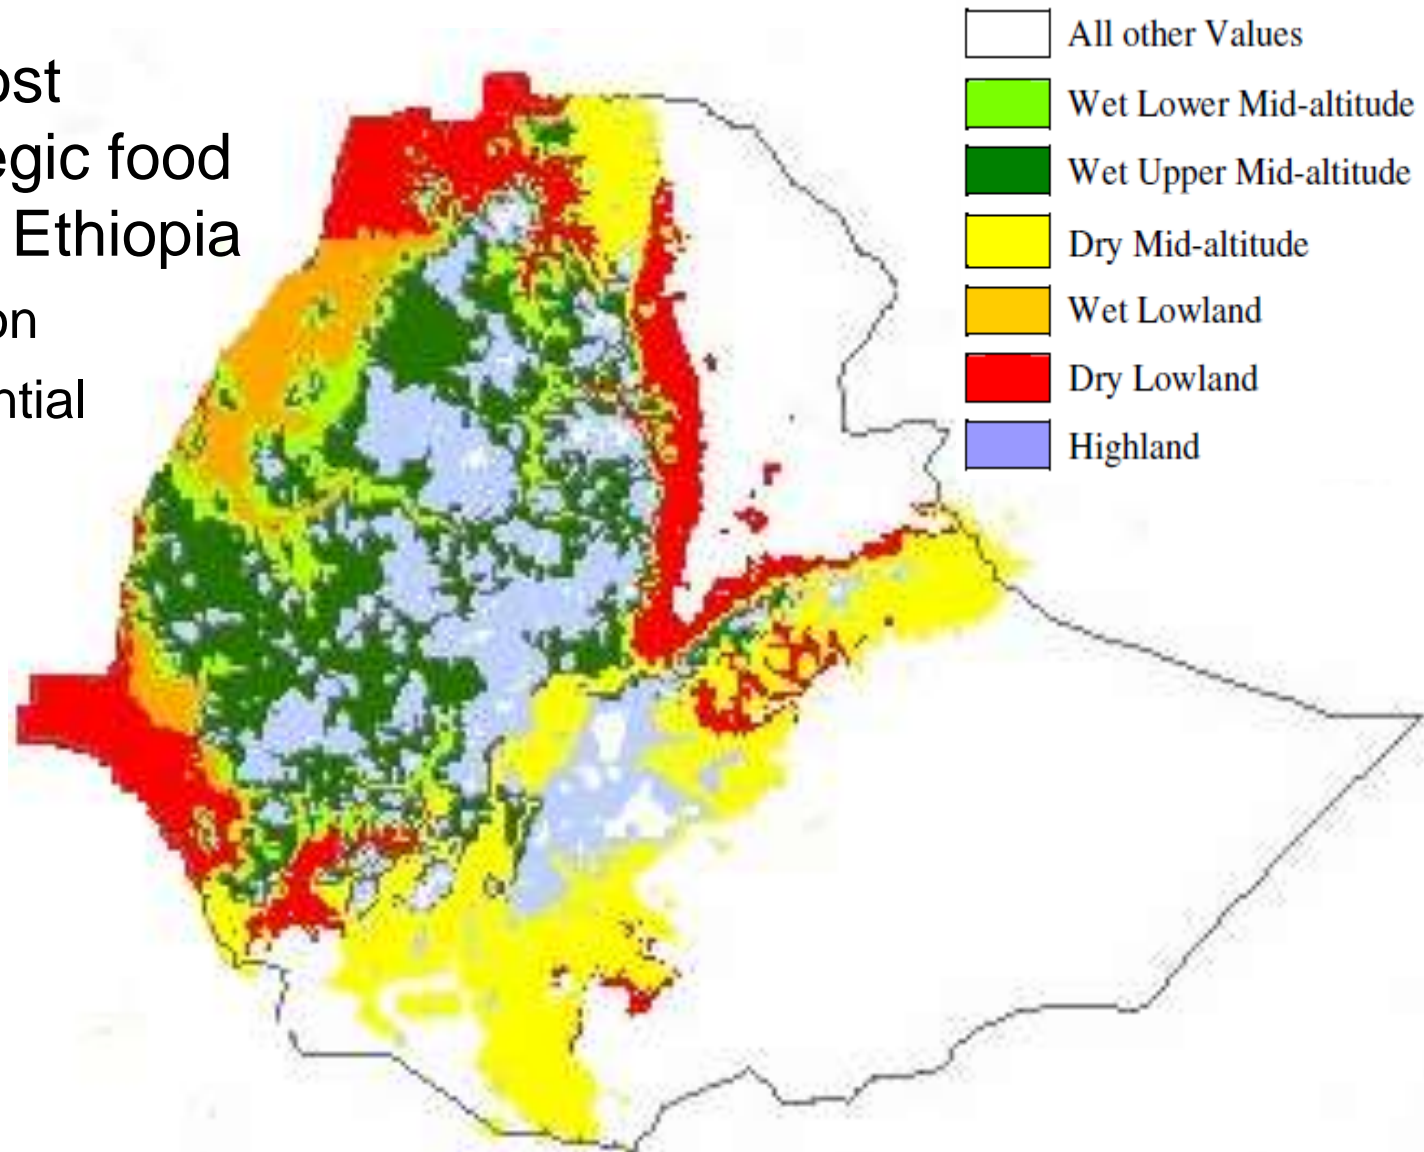 ost
egic food
Ethiopia
on
ntial
All other Values
Wet Lower Mid-altitude
Wet Upper Mid-altitude
Dry Mid-altitude
Wet Lowland
Dry Lowland
Highland